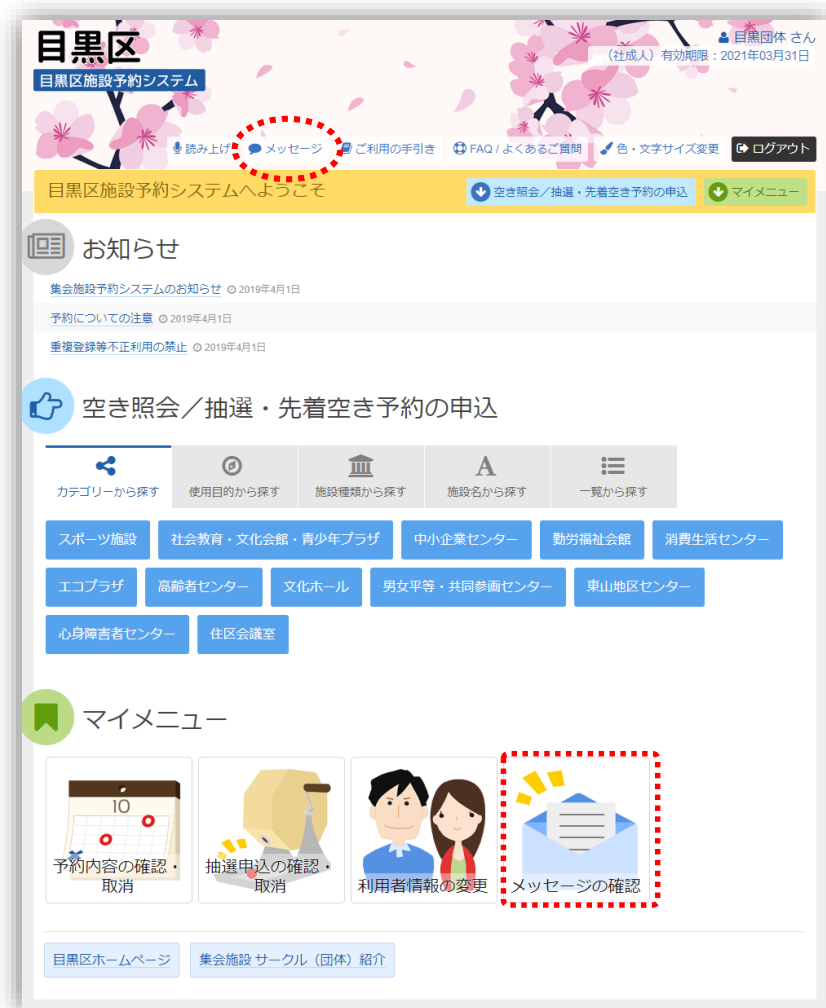 目黒区
目黒団体 さん
(社成人）有効期限：2021年03月31日
目黒区施設予約システム
読み上げ メッセージ ご利用の手引き FAQ / よくあるご質問 色・文字サイズ変更 ログアウト
目黒区施設予約システムへようこそ 空き照会／抽選・先着空き予約の申込 マイメニュー
お知らせ
集会施設予約システムのお知らせ 2019年4月1日
予約についての注意 2019年4月1日
重複登録等不正利用の禁止 2019年4月1日
空き照会／抽選・先着空き予約の申込
カテゴリーから探す 使用目的から探す 施設種類から探す 施設名から探す 一覧から探す
スポーツ施設 社会教育・文化会館・青少年プラザ 中小企業センター 勤労福祉会館 消費生活センター
エコプラザ 高齢者センター 文化ホール 男女平等・共同参画センター 東山地区センター
心身障害者センター 住区会議室
マイメニュー
10
予約内容の確認・ 抽選申込の確認・
取消 取消 利用者情報の変更 メッセージの確認
目黒区ホームページ 集会施設 サークル（団体）紹介